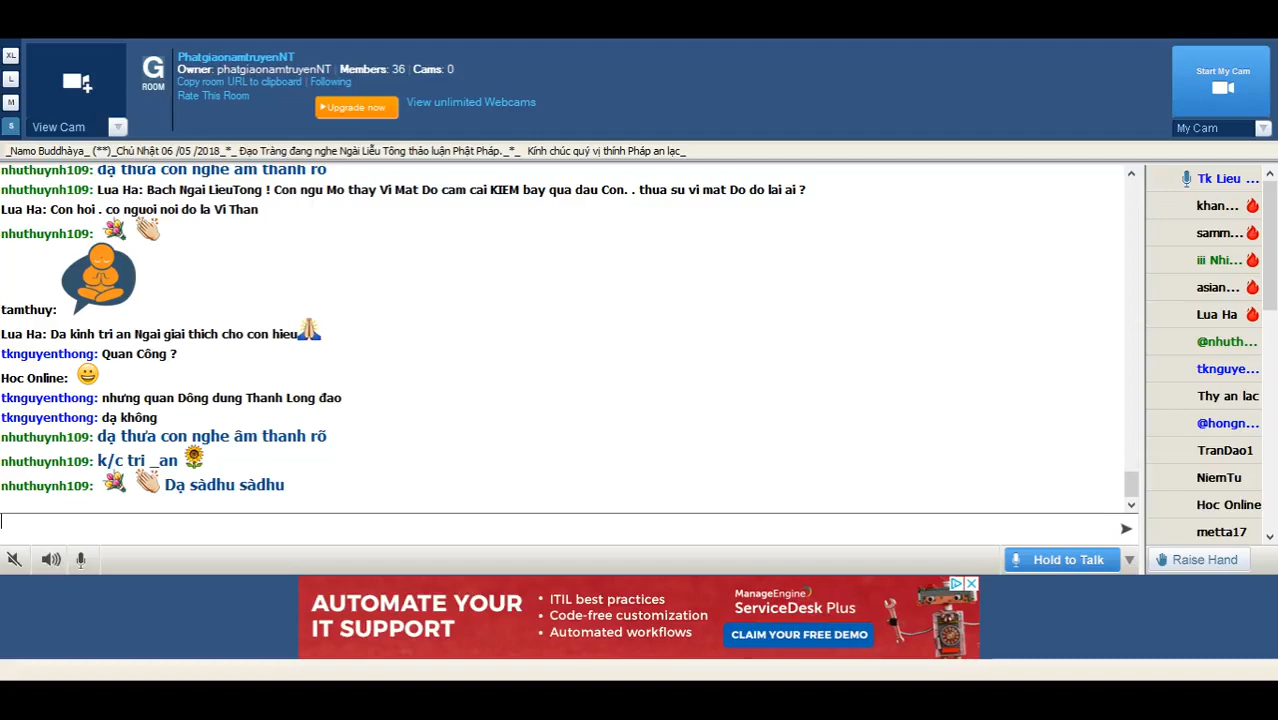 XL
L
M
S
View Cam
G
ROOM
PhatgiaonamtruyenNT
Owner: phatgiaonamtruyenNT Members: 36 Cams: 0
Copy room URL to clipboard | Following
Rate This Room
Upgrade now
View unlimited Webcams
Start My Cam
My Cam
_Namo Buddhàya_ (**)_Chủ Nhật 06 /05 /2018_*_ Đạo Tràng đang nghe Ngài Liễu Tông thảo luận Phật Pháp._*_ Kính chúc quý vị thính Pháp an lạc_
nhuthuynh109: dạ thưa con nghe âm thanh rõ
nhuthuynh109: Lua Ha: Bach Ngai LieuTong ! Con ngu Mo thay Vi Mat Do cam cai KIEM bay qua dau Con. . thua su vi mat Do do lai ai ?
Lua Ha: Con hoi . co nguoi noi do la Vi Than
nhuthuynh109:
tamthuy:
Lua Ha: Da kinh tri an Ngai giai thich cho con hieu
tknguyenthong: Quan Công ?
Hoc Online:
tknguyenthong: nhưng quan Dông dung Thanh Long đao
tknguyenthong: dạ không
nhuthuynh109: dạ thưa con nghe âm thanh rõ
nhuthuynh109: k/c tri _an
nhuthuynh109: Dạ sàdhu sàdhu
Tk Lieu ...
khan...
samm...
iii Nhi...
asian...
Lua Ha
@nhuth...
tknguye...
Thy an lac
@hongn...
TranDao1
NiemTu
Hoc Online
metta17
Hold to Talk
Raise Hand
AUTOMATE YOUR
IT SUPPORT
• ITIL best practices
• Code-free customization
• Automated workflows
ManageEngine
ServiceDesk Plus
CLAIM YOUR FREE DEMO